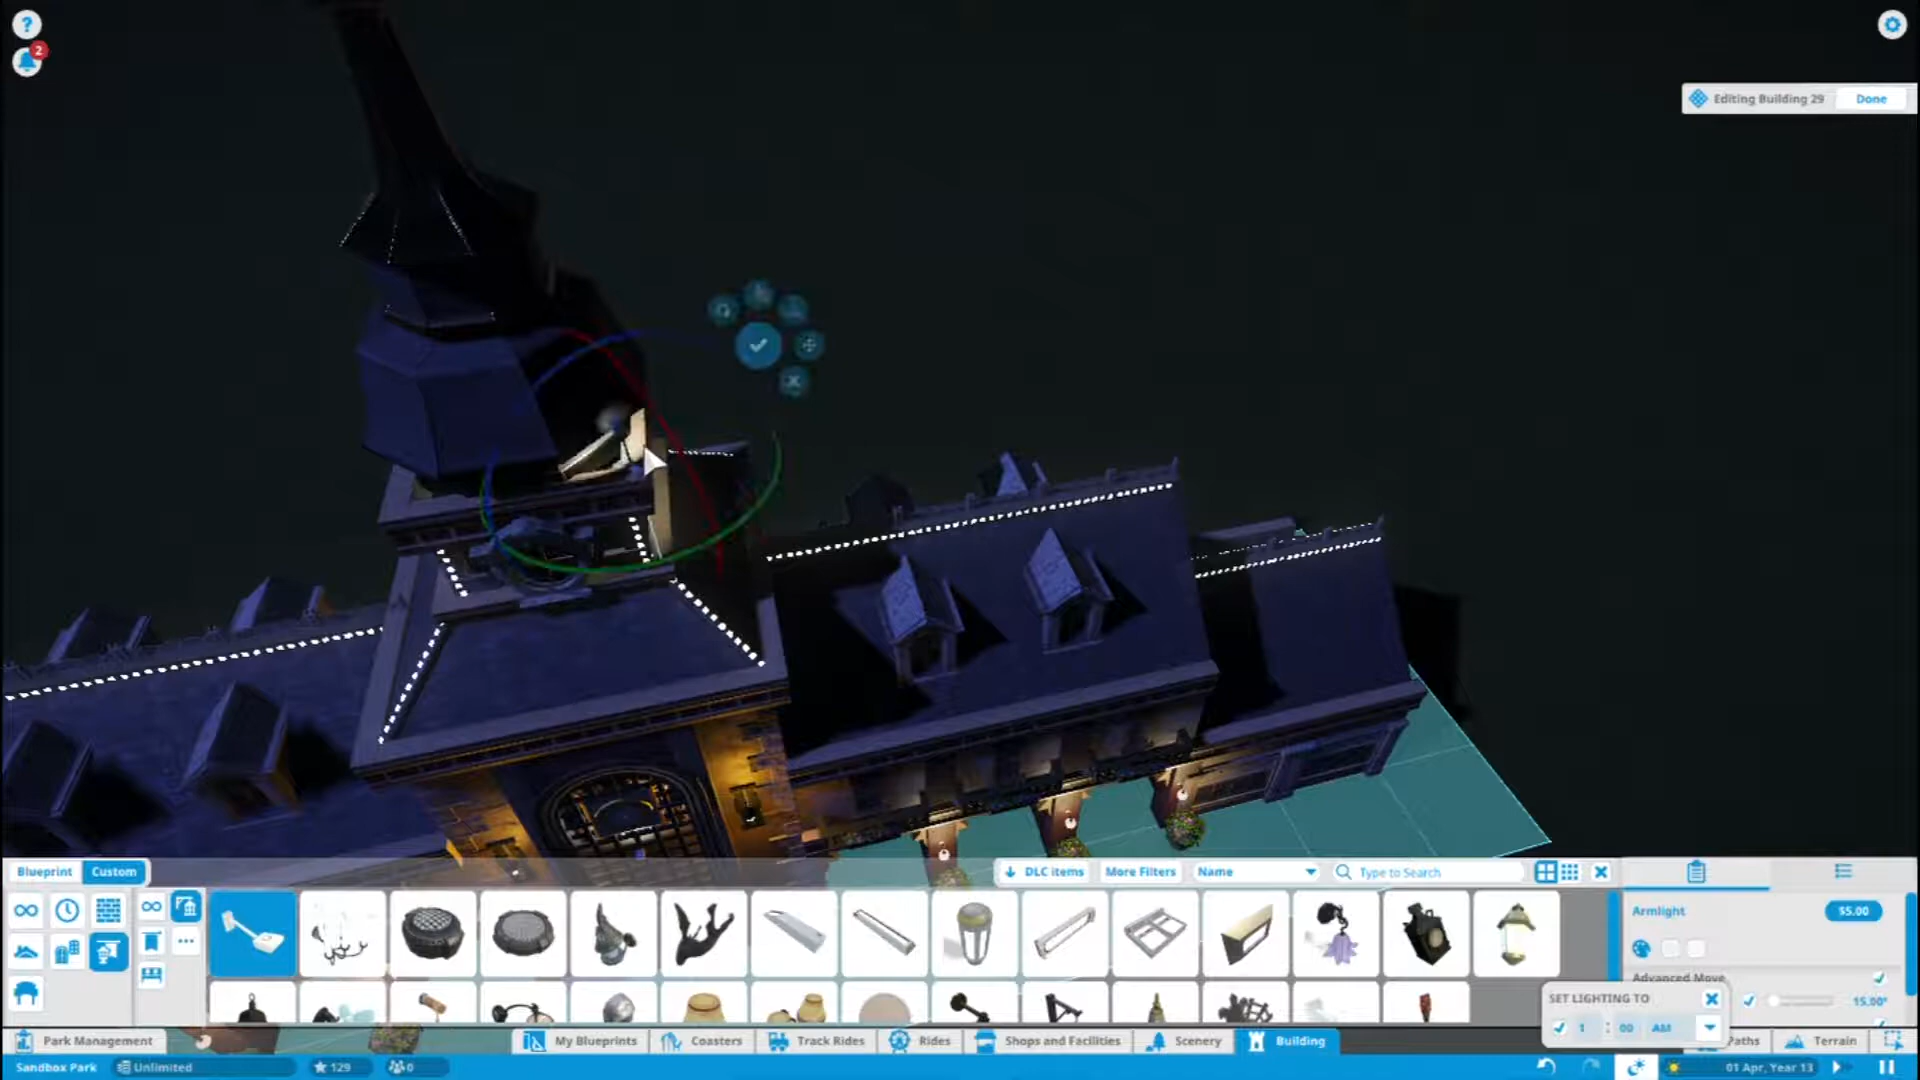 ?
2
Editing Building 29 Done
Blueprint Custom
DLC items More Filters Name Type to Search
Armlight $5.00
Advanced Move
15.00°
SET LIGHTING TO
1 : 00 AM
Park Management My Blueprints Coasters Track Rides Rides Shops and Facilities Scenery Building Paths Terrain
Sandbox Park Unlimited 129 0 01 Apr, Year 13